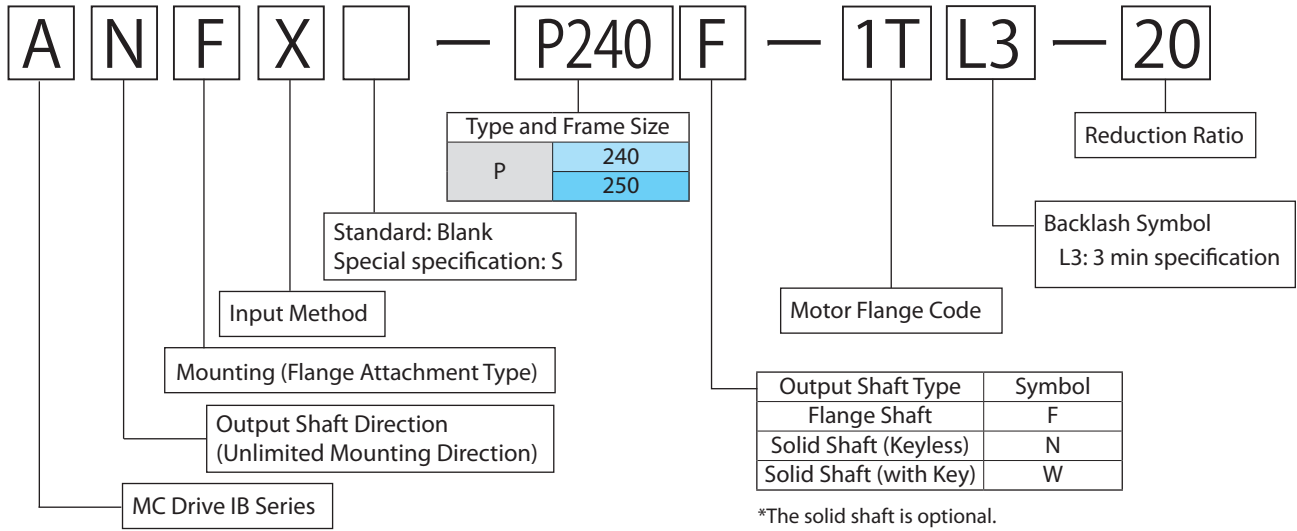 A N F X — P240 F — 1T L3 — 20
Type and Frame Size
P
240
250
Reduction Ratio
Standard: Blank
Special specification: S
Backlash Symbol
L3: 3 min specification
Input Method
Motor Flange Code
Mounting (Flange Attachment Type)
Output Shaft Type Symbol
Flange Shaft F
Solid Shaft (Keyless) N
Solid Shaft (with Key) W
Output Shaft Direction
(Unlimited Mounting Direction)
MC Drive IB Series
*The solid shaft is optional.